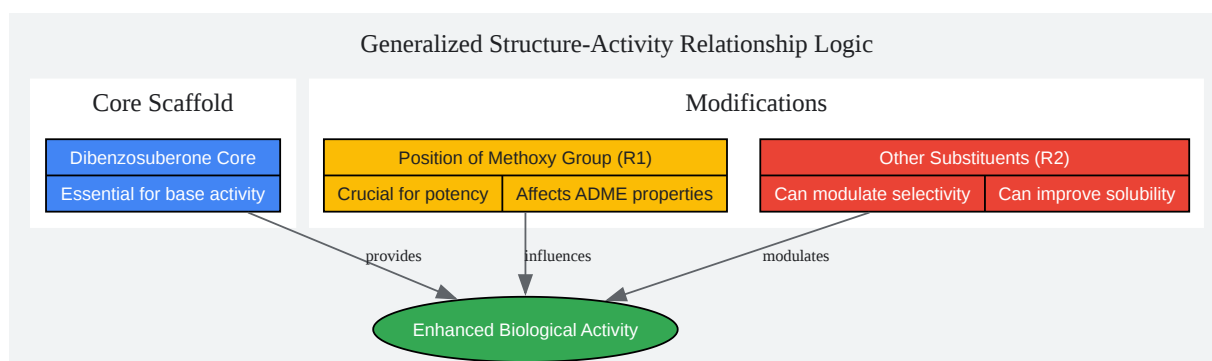 Generalized Structure-Activity Relationship Logic
Core Scaffold
Dibenzosuberone Core
Essential for base activity
Modifications
Position of Methoxy Group (R1)
Crucial for potency
Affects ADME properties
Other Substituents (R2)
Can modulate selectivity
Can improve solubility
provides
influences
modulates
Enhanced Biological Activity